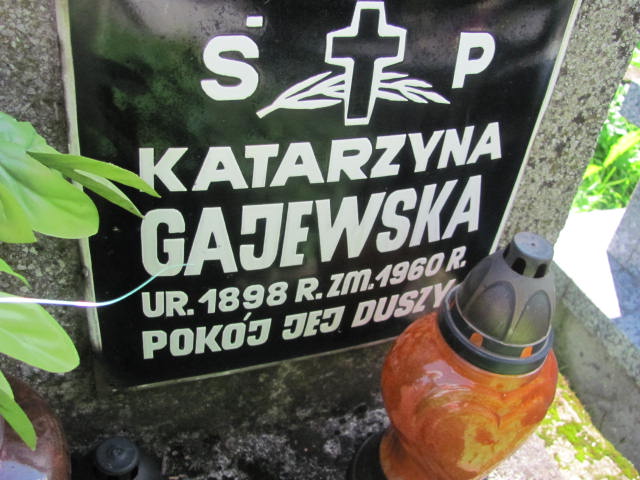 Ś P
KATARZYNA
GAJEWSKA
UR. 1898 R. ZM. 1960 R.
POKÓJ JEJ DUSZY